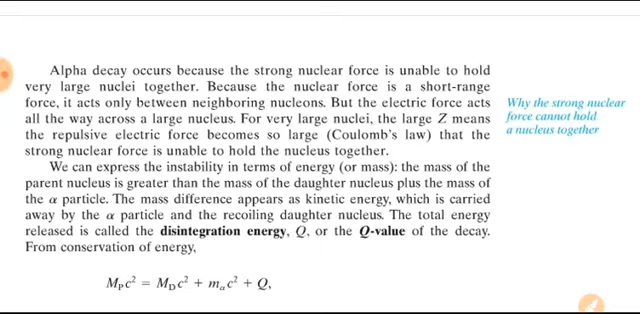 Alpha decay occurs because the strong nuclear force is unable to hold
very large nuclei together. Because the nuclear force is a short-range
force, it acts only between neighboring nucleons. But the electric force acts
all the way across a large nucleus. For very large nuclei, the large Z means
the repulsive electric force becomes so large (Coulomb's law) that the
strong nuclear force is unable to hold the nucleus together.
Why the strong nuclear
force cannot hold
a nucleus together
We can express the instability in terms of energy (or mass): the mass of the
parent nucleus is greater than the mass of the daughter nucleus plus the mass of
the α particle. The mass difference appears as kinetic energy, which is carried
away by the α particle and the recoiling daughter nucleus. The total energy
released is called the disintegration energy, Q, or the Q-value of the decay.
From conservation of energy,
M_P c² = M_D c² + m_α c² + Q,